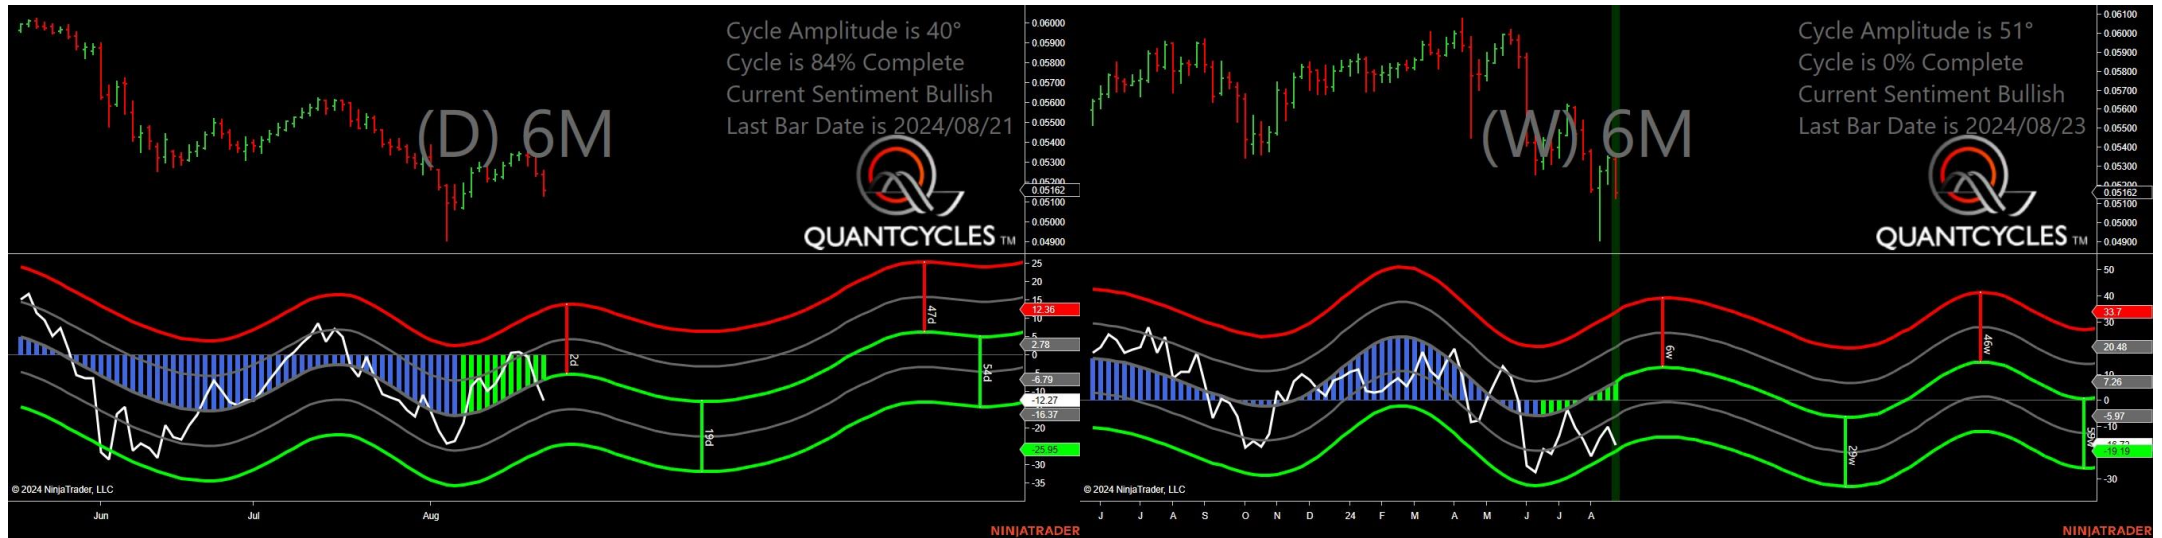 Cycle Amplitude is 40°
Cycle is 84% Complete
Current Sentiment Bullish
Last Bar Date is 2024/08/21
(D) 6M
QUANTCYCLES TM
0.06000
0.05900
0.05800
0.05700
0.05600
0.05500
0.05400
0.05300
0.05200
0.05162
0.05100
0.05000
0.04900
25
20
15
12.36
10
5
2.78
0
-6.79
-10
-12.27
-16.37
-20
-25.95
-30
-35
2d
19d
47d
54d
© 2024 NinjaTrader, LLC
Jun Jul Aug
NINJATRADER
Cycle Amplitude is 51°
Cycle is 0% Complete
Current Sentiment Bullish
Last Bar Date is 2024/08/23
(W) 6M
QUANTCYCLES TM
0.06100
0.06000
0.05900
0.05800
0.05700
0.05600
0.05500
0.05400
0.05300
0.05200
0.05162
0.05100
0.05000
0.04900
50
40
33.7
30
20.48
7.26
0
-5.97
-10
-19.19
-30
6w
29w
46w
59w
© 2024 NinjaTrader, LLC
J J A S O N D 24 F M A M J J A
NINJATRADER